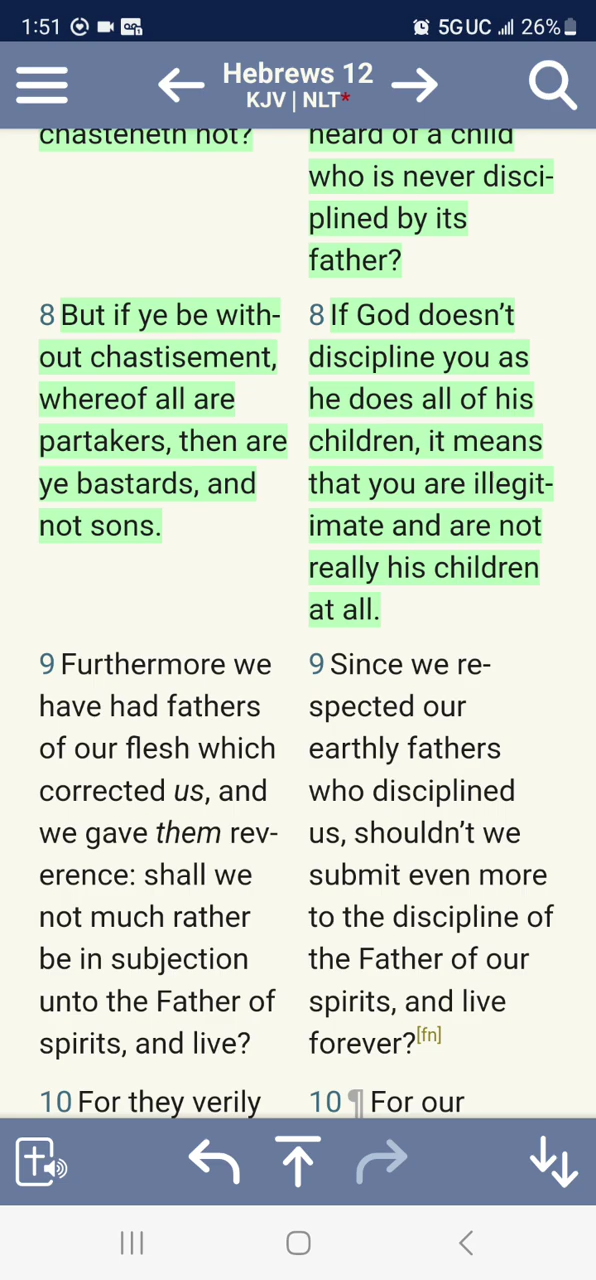 1:51 5G UC 26%
Hebrews 12
KJV | NLT*
chasteneth not?
8 But if ye be with-
out chastisement,
whereof all are
partakers, then are
ye bastards, and
not sons.
9 Furthermore we
have had fathers
of our flesh which
corrected us, and
we gave them rev-
erence: shall we
not much rather
be in subjection
unto the Father of
spirits, and live?
10 For they verily
heard of a child
who is never disci-
plined by its
father?
8 If God doesn’t
discipline you as
he does all of his
children, it means
that you are illegit-
imate and are not
really his children
at all.
9 Since we re-
spected our
earthly fathers
who disciplined
us, shouldn’t we
submit even more
to the discipline of
the Father of our
spirits, and live
forever?[fn]
10 ¶ For our